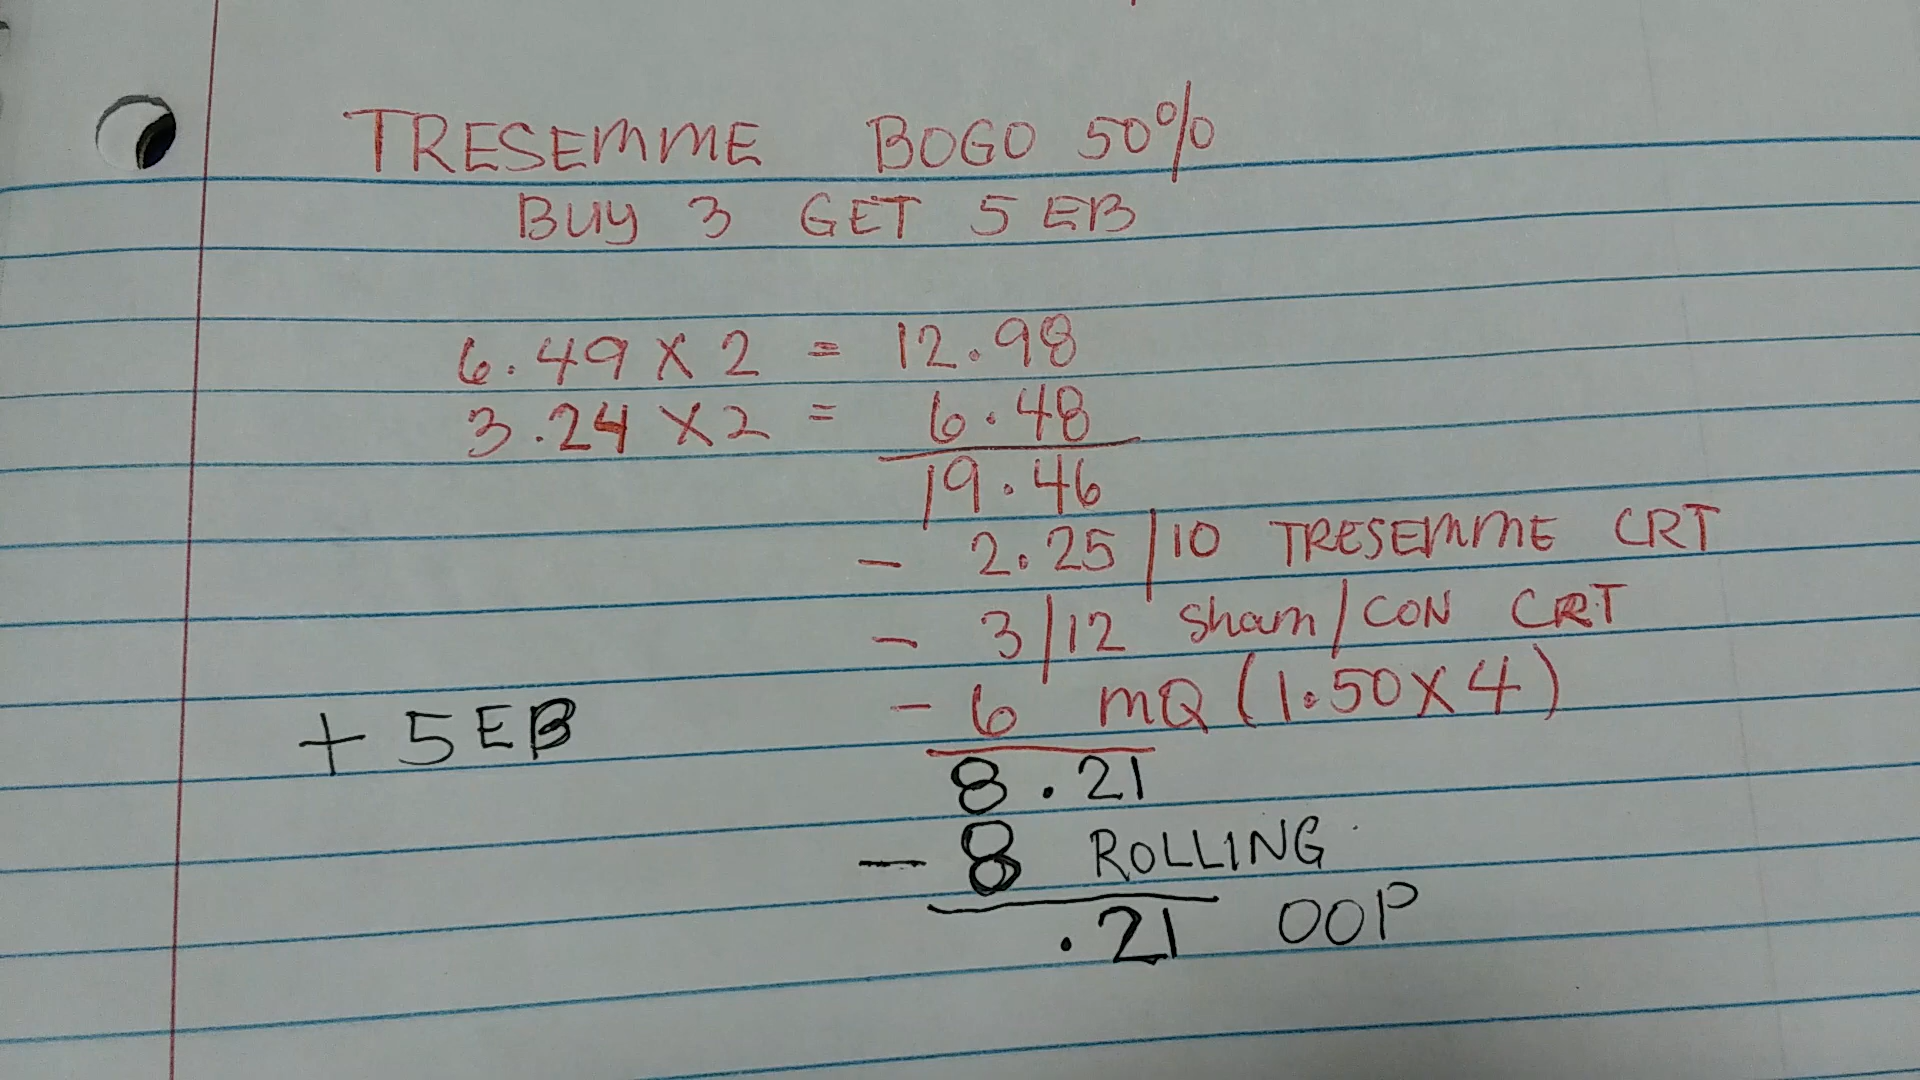 TRESEMME BOGO 50%
BUY 3 GET 5 EB
6.49 X 2 = 12.98
3.24 X 2 = 6.48
19.46
- 2.25/10 TRESEMME CRT
- 3/12 Sham/CON CRT
- 6 MQ (1.50 X 4)
+ 5 EB
8.21
- 8 ROLLING
.21 OOP